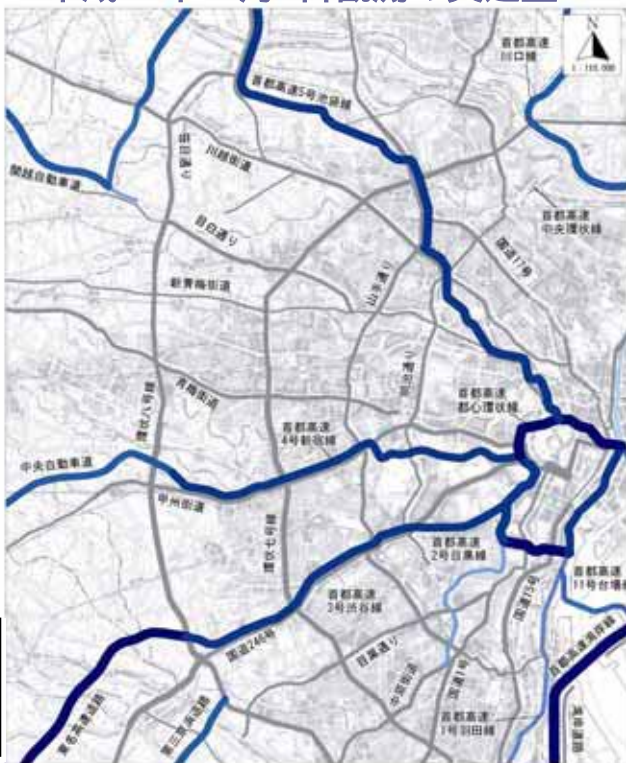 首都高速
川口線
N
首都高速5号池袋線
環八通り
川越街道
関越自動車道
目白通り
首都高速
中央環状線
国道17号
山手通り
新青梅街道
明治通り
青梅街道
首都高速
都心環状線
環状八号線
首都高速
4号新宿線
中央自動車道
甲州街道
環状七号線
首都高速
2号目黒線
首都高速
3号渋谷線
首都高速
11号台場線
国道15号
国道246号
目黒通り
首都高速湾岸線
中原街道
国道1号
東名高速道路
第三京浜道路
首都高速
1号羽田線